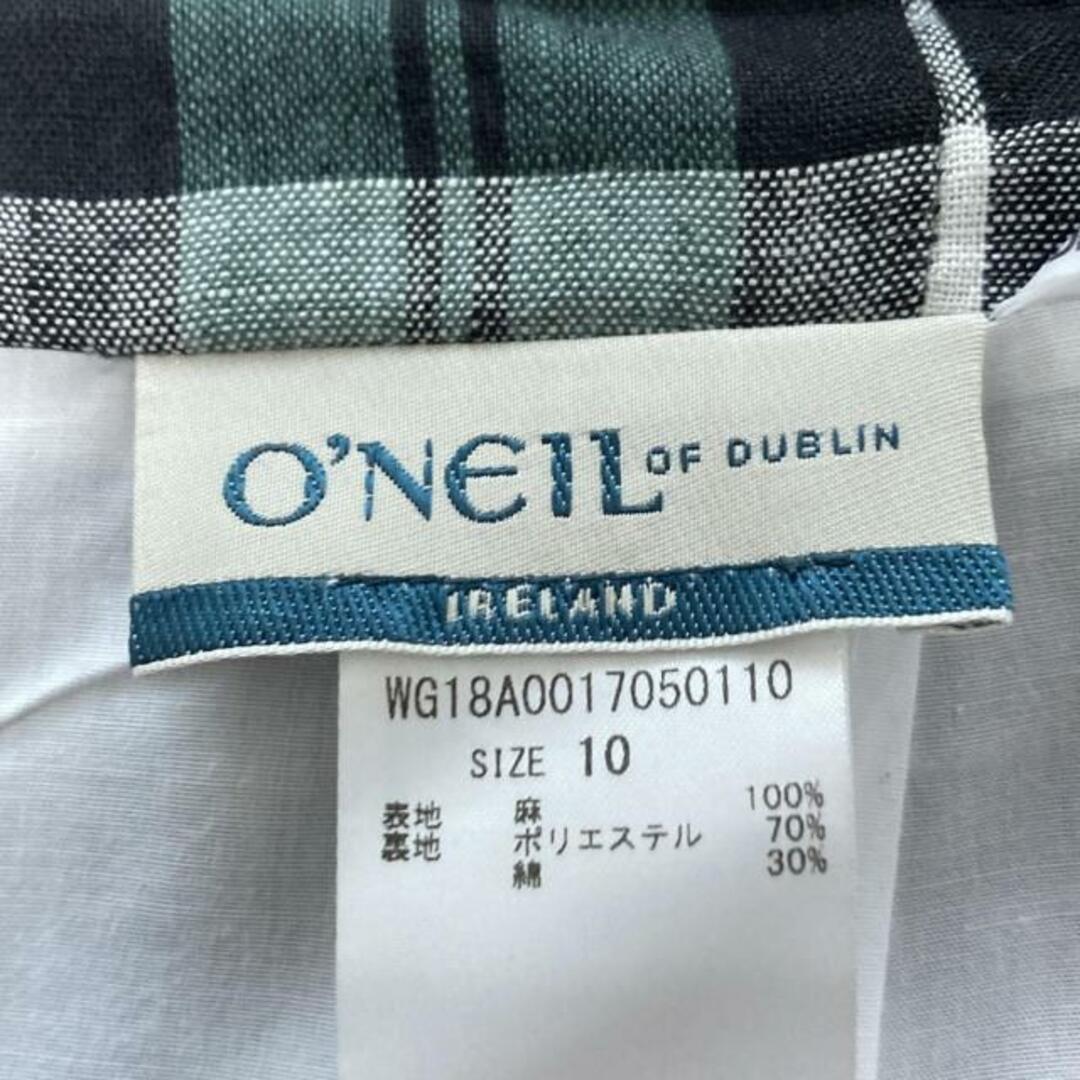 O'NEIL OF DUBLIN
IRELAND
WG18A0017050110
SIZE 10
表地 麻 100%
裏地 ポリエステル 70%
綿 30%